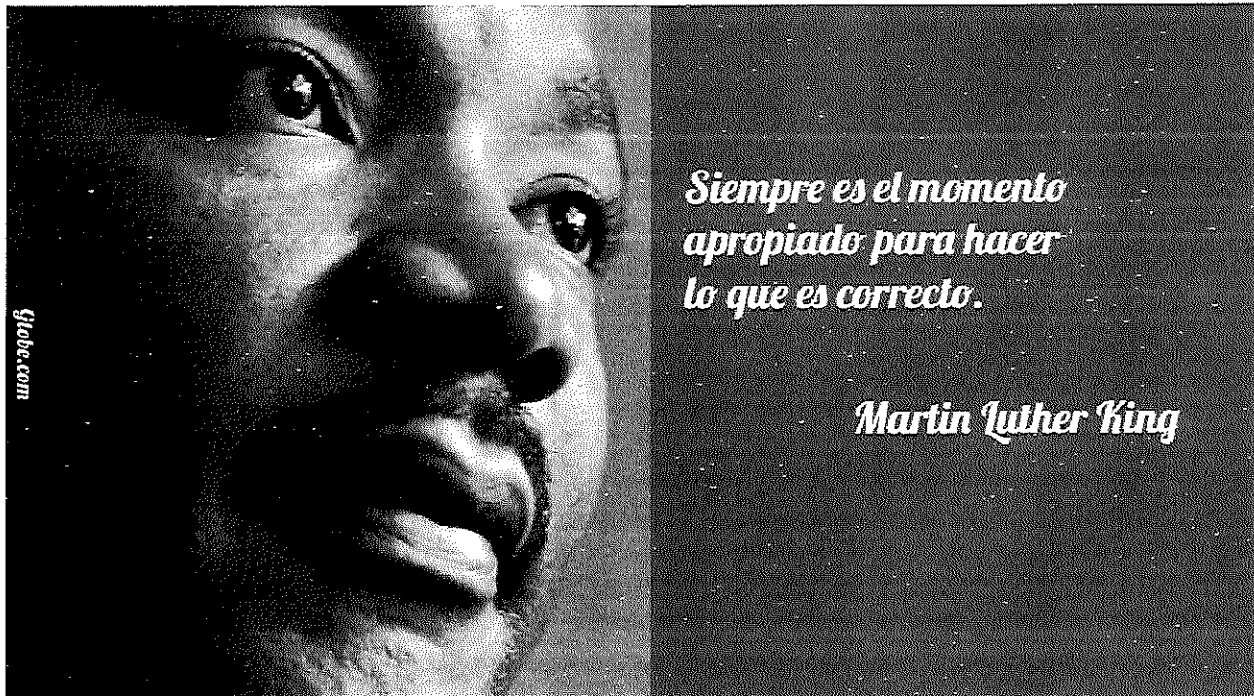 Siempre es el momento
apropiado para hacer
lo que es correcto.
Martin Luther King
Globe.com